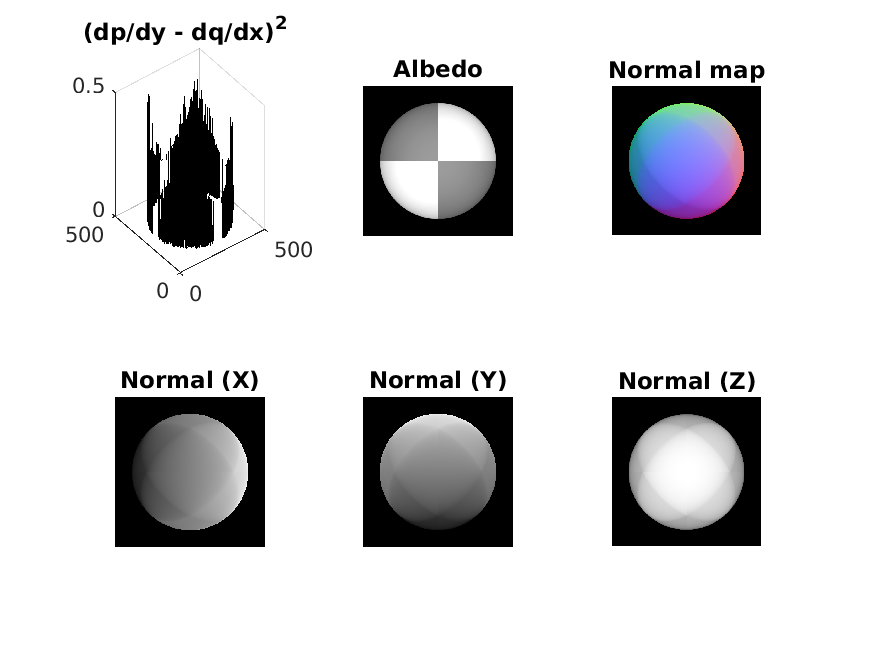 (dp/dy - dq/dx)²
0.5
0
500
0
0
500
Albedo
Normal map
Normal (X)
Normal (Y)
Normal (Z)